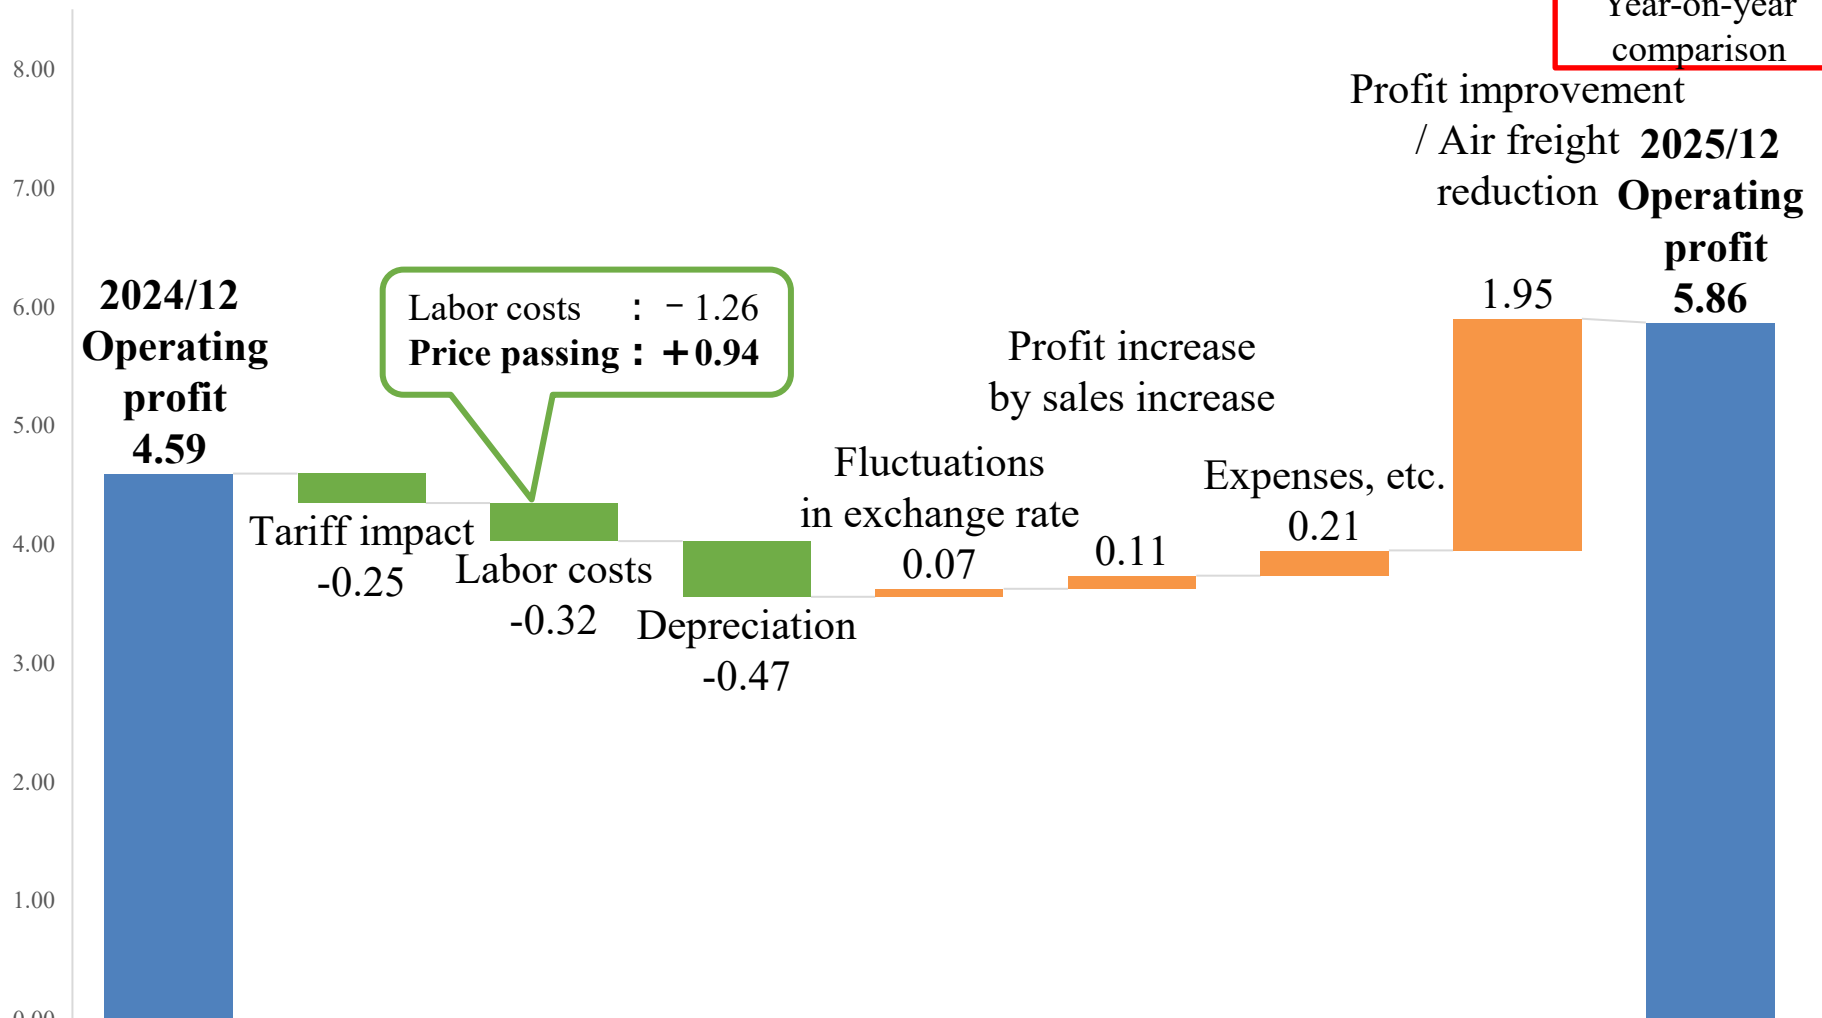 Year-on-year
comparison
8.00
7.00
6.00
5.00
4.00
3.00
2.00
1.00
0.00
2024/12
Operating
profit
4.59
Labor costs : －1.26
Price passing : ＋0.94
Tariff impact
-0.25
Labor costs
-0.32
Depreciation
-0.47
Fluctuations
in exchange rate
0.07
Profit increase
by sales increase
0.11
Expenses, etc.
0.21
Profit improvement
/ Air freight
reduction
1.95
2025/12
Operating
profit
5.86